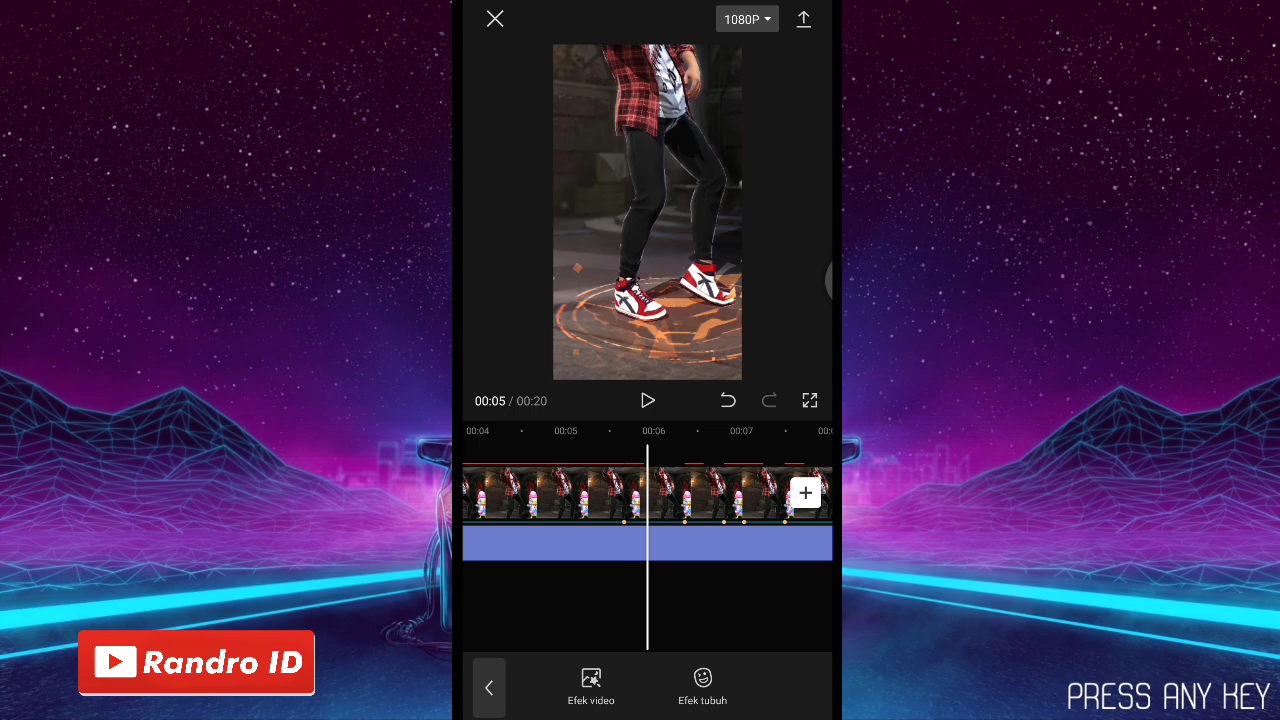 1080P
00:05 / 00:20
00:04
00:05
00:06
00:07
Efek video
Efek tubuh
Randro ID
PRESS ANY KEY